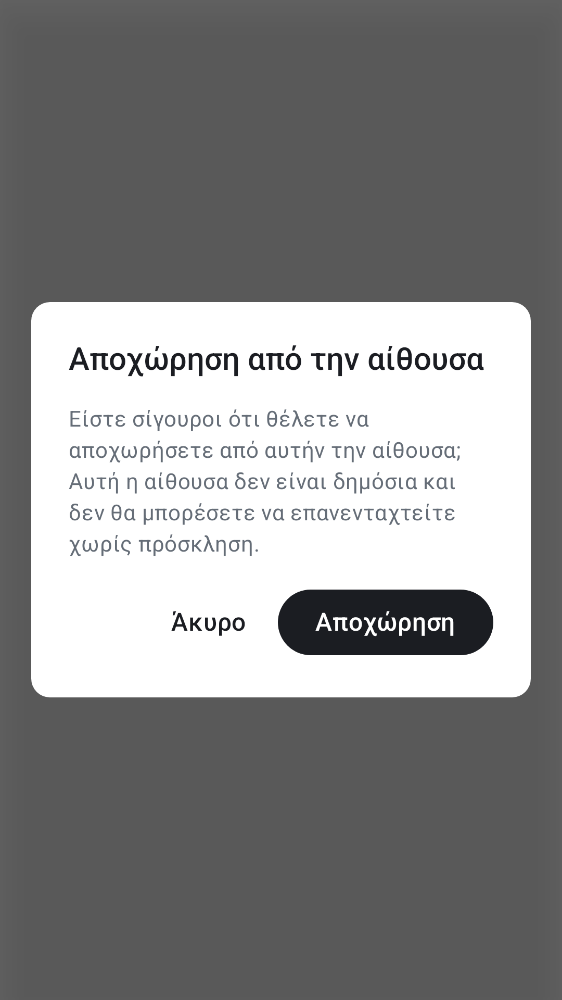 Αποχώρηση από την αίθουσα
Είστε σίγουροι ότι θέλετε να
αποχωρήσετε από αυτήν την αίθουσα;
Αυτή η αίθουσα δεν είναι δημόσια και
δεν θα μπορέσετε να επανενταχτείτε
χωρίς πρόσκληση.
Άκυρο
Αποχώρηση